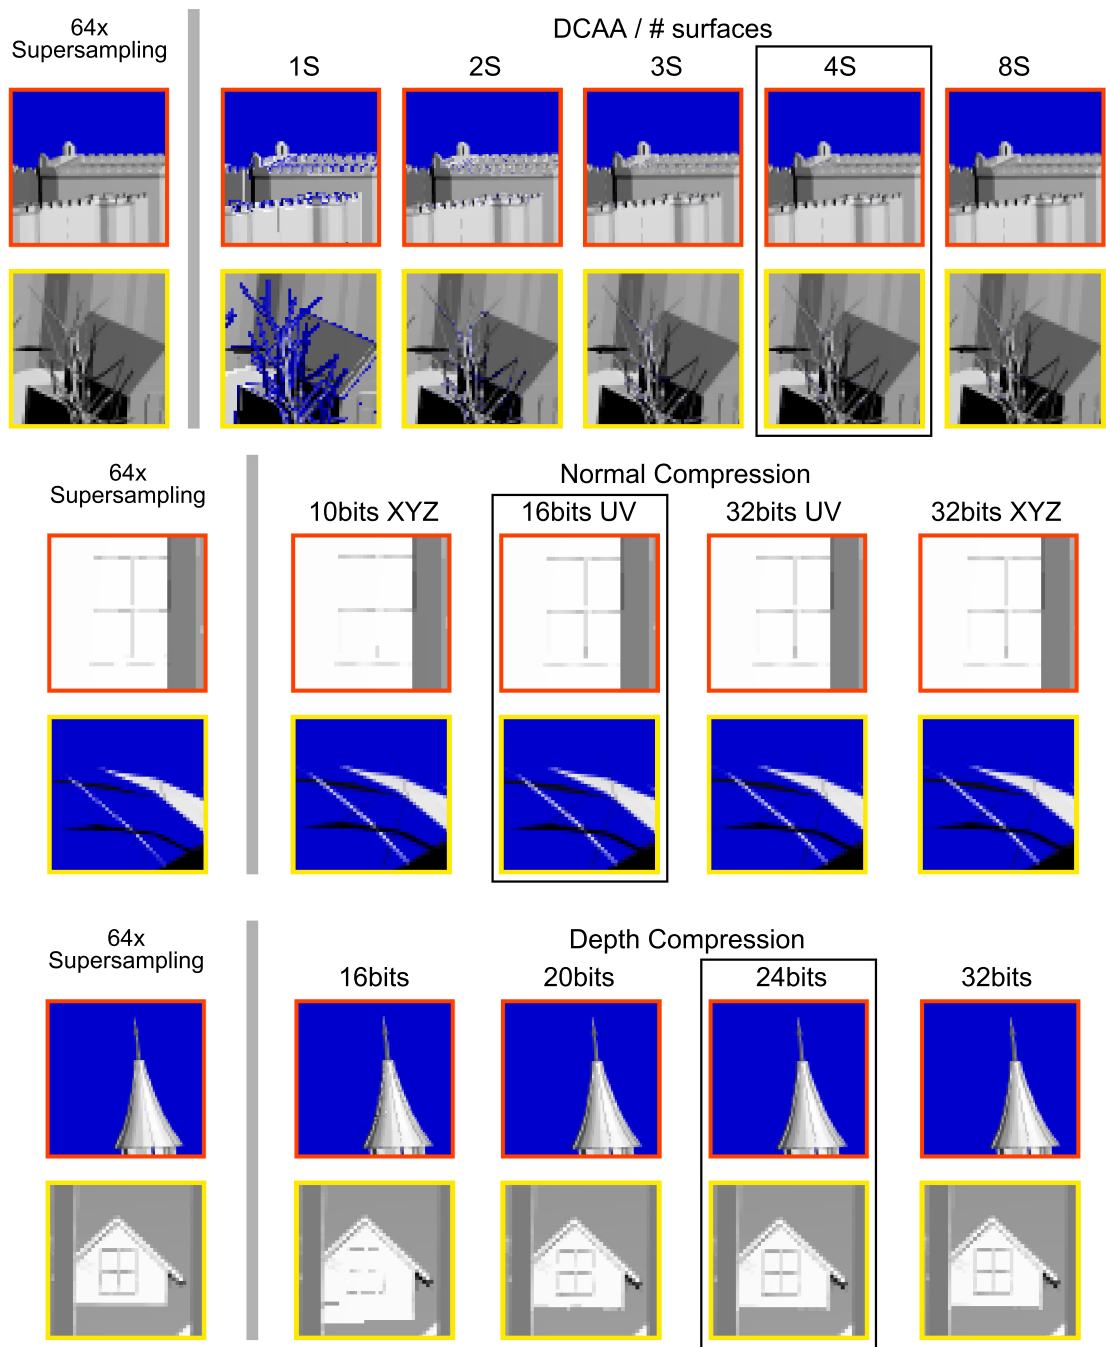 64x
Supersampling
DCAA / # surfaces
1S
2S
3S
4S
8S
64x
Supersampling
Normal Compression
10bits XYZ
16bits UV
32bits UV
32bits XYZ
64x
Supersampling
Depth Compression
16bits
20bits
24bits
32bits